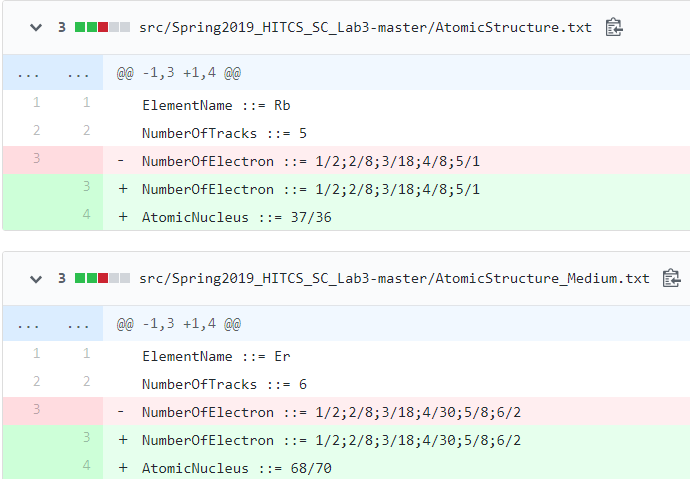 3 src/Spring2019_HITCS_SC_Lab3-master/AtomicStructure.txt
... ... @@ -1,3 +1,4 @@
1 1 ElementName ::= Rb
2 2 NumberOfTracks ::= 5
3 - NumberOfElectron ::= 1/2;2/8;3/18;4/8;5/1
3 + NumberOfElectron ::= 1/2;2/8;3/18;4/8;5/1
4 + AtomicNucleus ::= 37/36
3 src/Spring2019_HITCS_SC_Lab3-master/AtomicStructure_Medium.txt
... ... @@ -1,3 +1,4 @@
1 1 ElementName ::= Er
2 2 NumberOfTracks ::= 6
3 - NumberOfElectron ::= 1/2;2/8;3/18;4/30;5/8;6/2
3 + NumberOfElectron ::= 1/2;2/8;3/18;4/30;5/8;6/2
4 + AtomicNucleus ::= 68/70